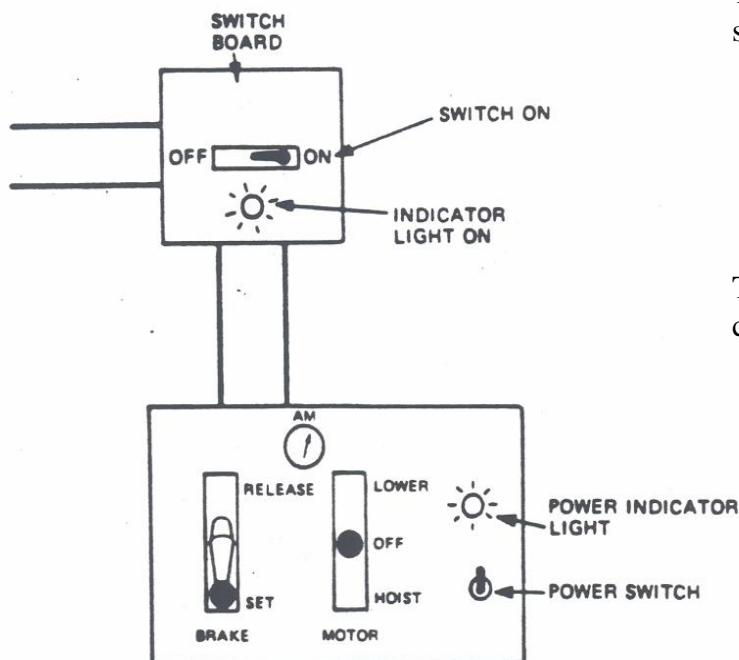 SWITCH
BOARD
SWITCH ON
OFF
ON
INDICATOR
LIGHT ON
AM
RELEASE
LOWER
POWER INDICATOR
LIGHT
OFF
SET
HOIST
POWER SWITCH
BRAKE
MOTOR